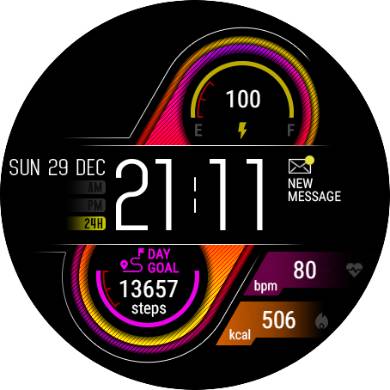 100
E F
SUN 29 DEC
AM
PM
24H
21:11
NEW
MESSAGE
DAY
GOAL
13657
steps
80
bpm
506
kcal